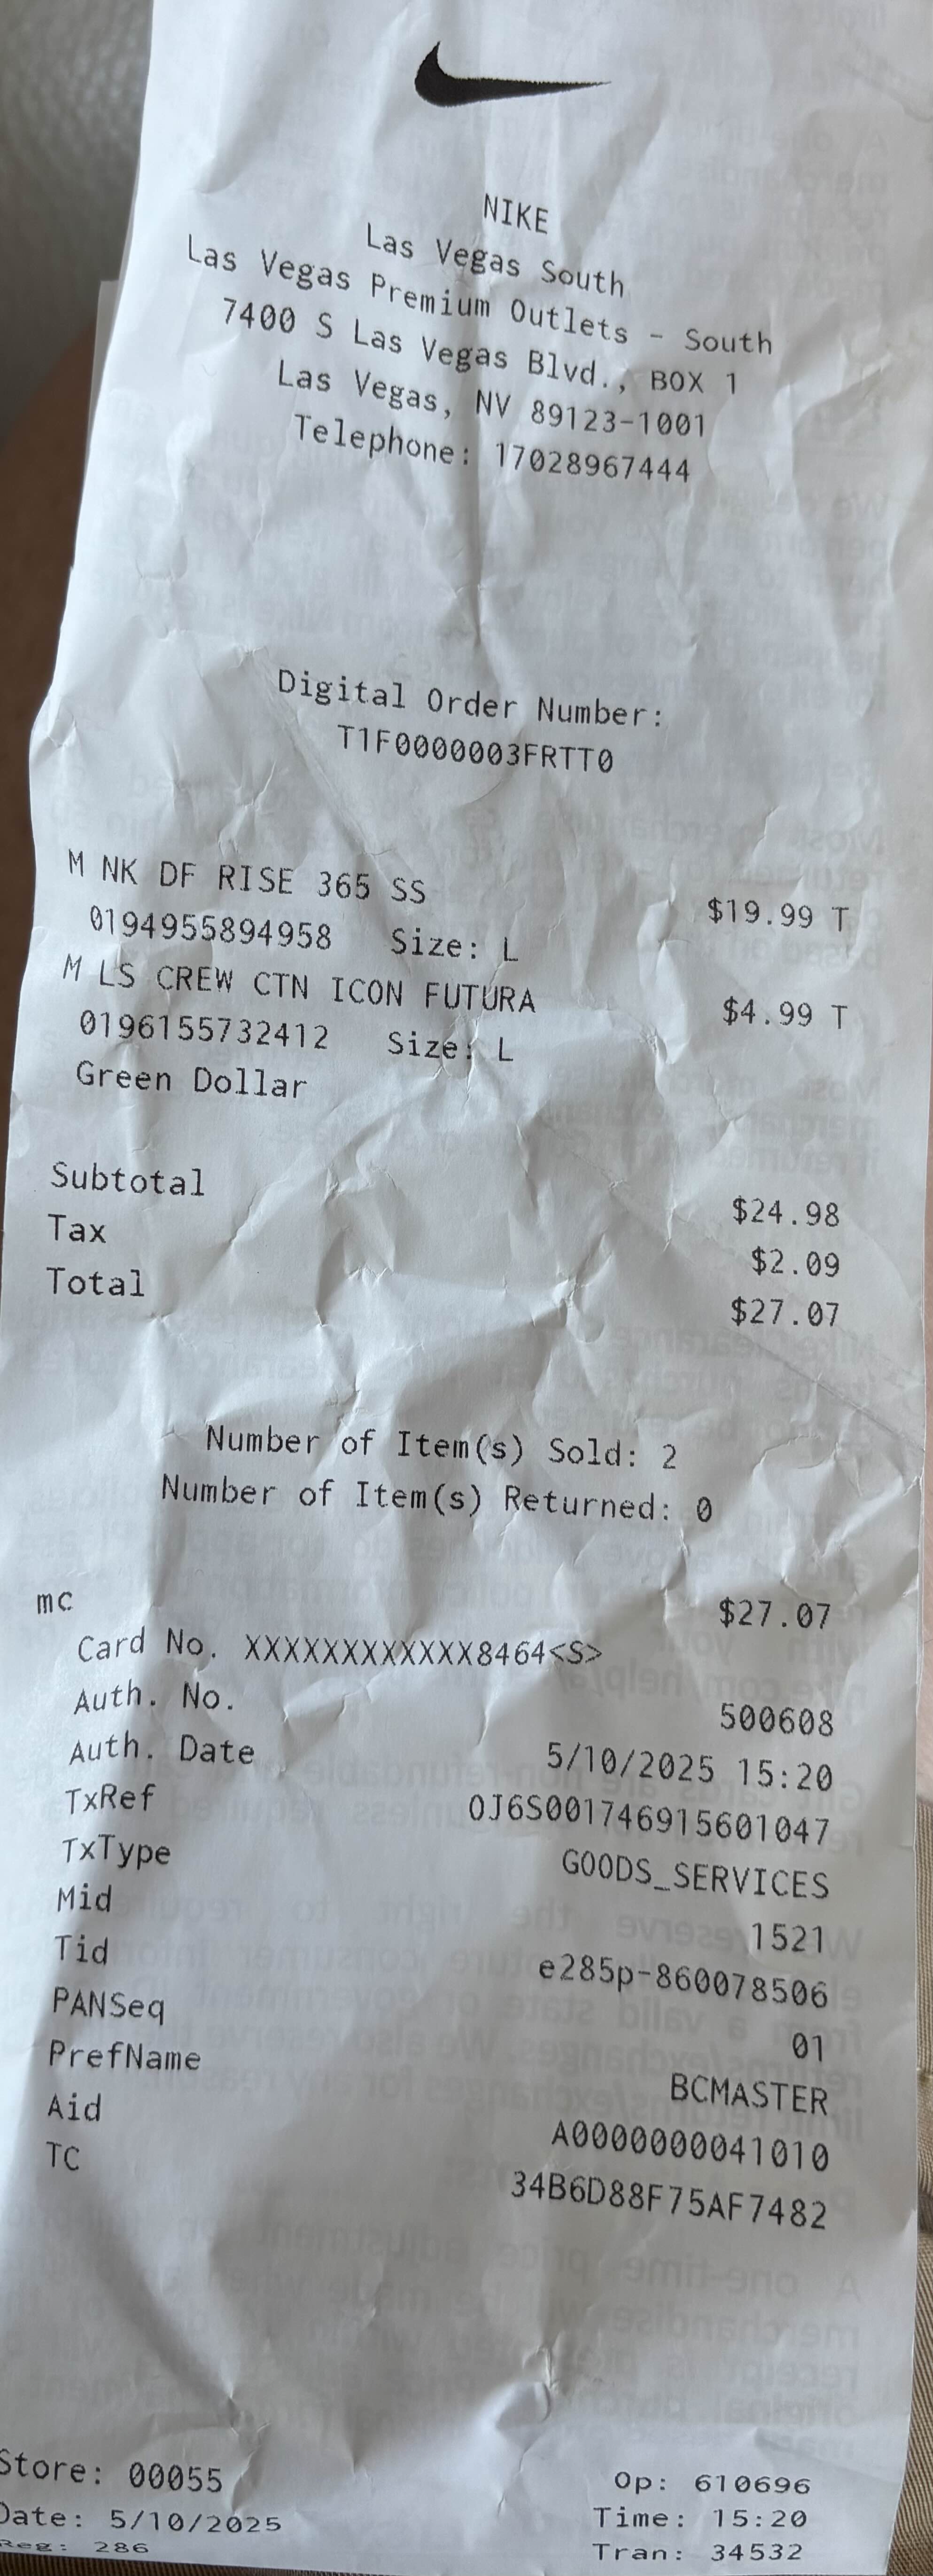 NIKE
Las Vegas South
Las Vegas Premium Outlets - South
7400 S Las Vegas Blvd., BOX 1
Las Vegas, NV 89123-1001
Telephone: 17028967444
Digital Order Number:
T1F0000003FRTT0
M NK DF RISE 365 SS $19.99 T
0194955894958 Size: L
M LS CREW CTN ICON FUTURA $4.99 T
0196155732412 Size: L
Green Dollar
Subtotal $24.98
Tax $2.09
Total $27.07
Number of Item(s) Sold: 2
Number of Item(s) Returned: 0
mc $27.07
Card No. XXXXXXXXXXXX8464<S>
Auth. No. 500608
Auth. Date 5/10/2025 15:20
TxRef OJ6S001746915601047
TxType GOODS_SERVICES
Mid 1521
Tid e285p-860078506
PANSeq 01
PrefName BCMASTER
Aid A0000000041010
TC 34B6D88F75AF7482
Store: 00055 Op: 610696
Date: 5/10/2025 Time: 15:20
Reg: 286 Tran: 34532